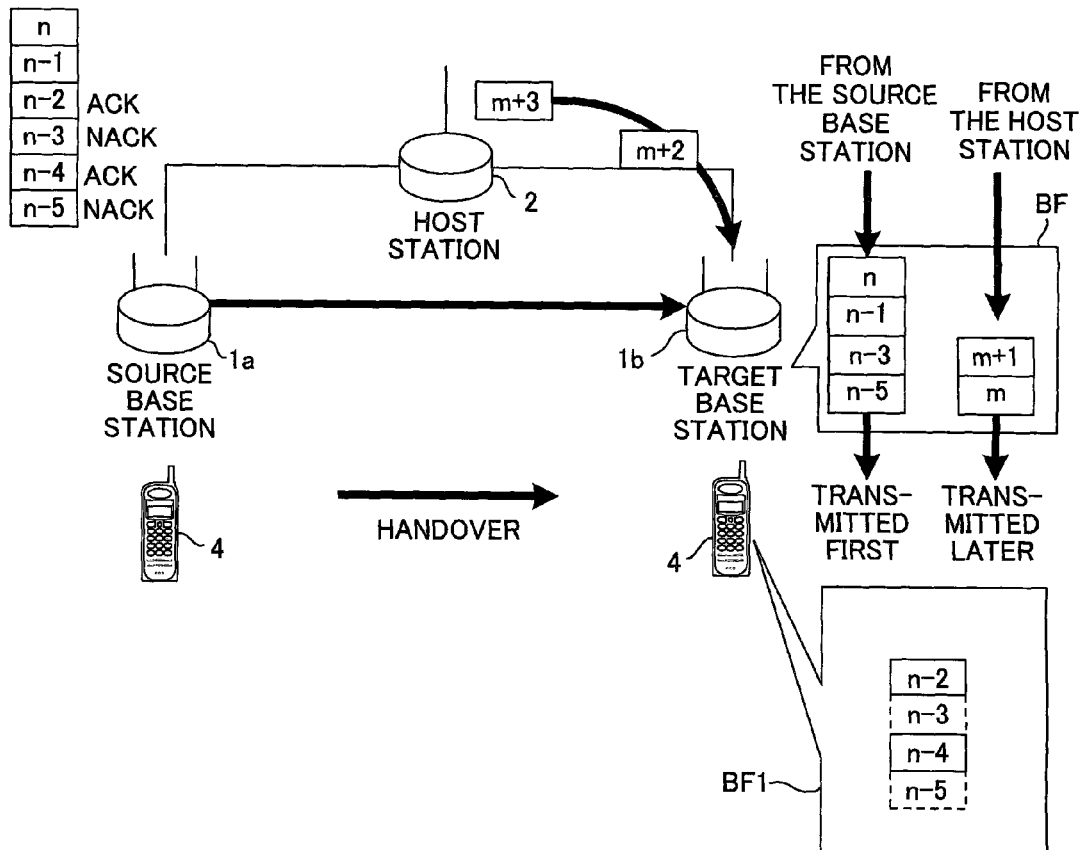 n
n-1
n-2 ACK
n-3 NACK
n-4 ACK
n-5 NACK
m+3
m+2
2
HOST
STATION
FROM
THE SOURCE
BASE
STATION
FROM
THE HOST
STATION
BF
n
n-1
n-3
n-5
m+1
m
1a
SOURCE
BASE
STATION
1b
TARGET
BASE
STATION
TRANS-
MITTED
FIRST
TRANS-
MITTED
LATER
4
HANDOVER
4
n-2
n-3
n-4
n-5
BF1